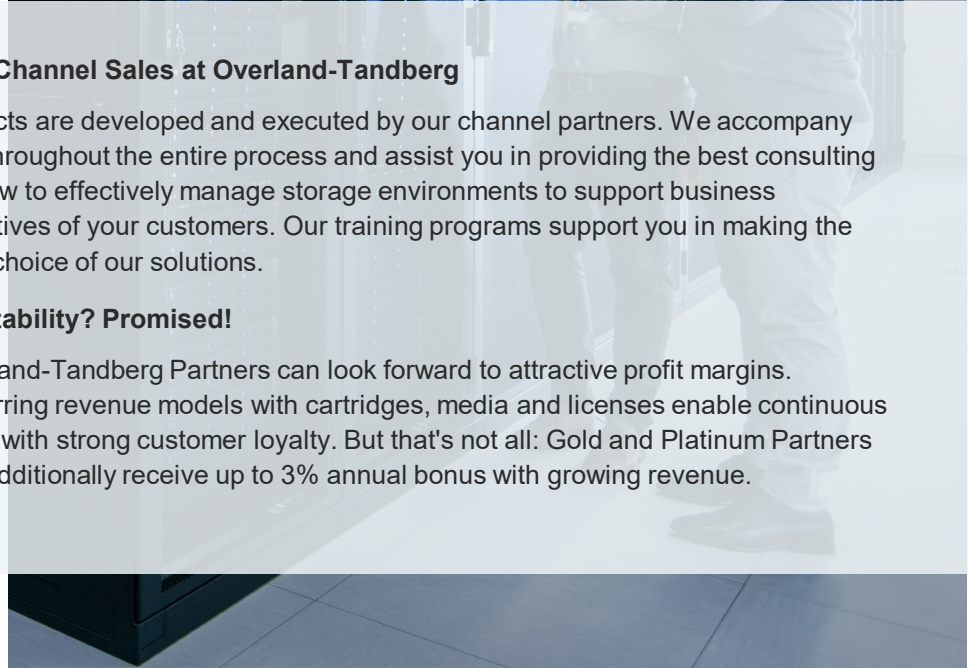 Channel Sales at Overland-Tandberg
cts are developed and executed by our channel partners. We accompany
hroughout the entire process and assist you in providing the best consulting
w to effectively manage storage environments to support business
tives of your customers. Our training programs support you in making the
choice of our solutions.
tability? Promised!
and-Tandberg Partners can look forward to attractive profit margins.
rring revenue models with cartridges, media and licenses enable continuous
with strong customer loyalty. But that's not all: Gold and Platinum Partners
dditionally receive up to 3% annual bonus with growing revenue.